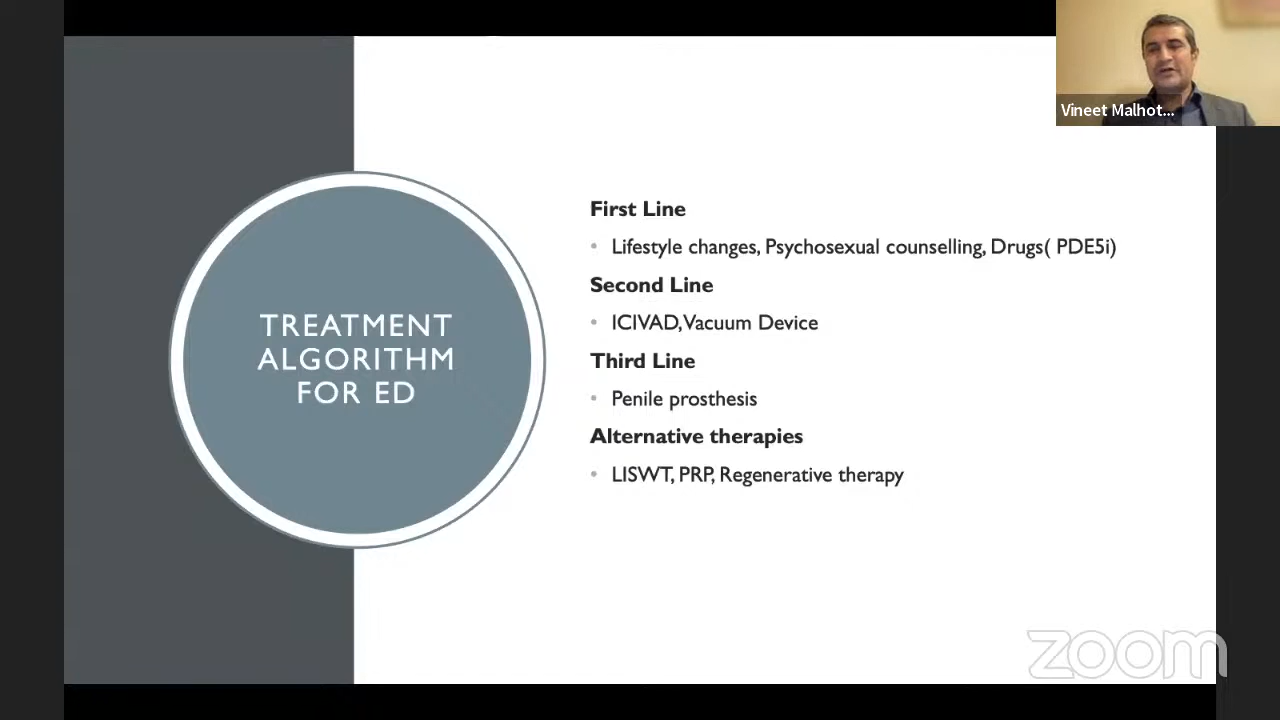 Vineet Malhot...
TREATMENT
ALGORITHM
FOR ED
First Line
• Lifestyle changes, Psychosexual counselling, Drugs( PDE5i)
Second Line
• ICIVAD, Vacuum Device
Third Line
• Penile prosthesis
Alternative therapies
• LISWT, PRP, Regenerative therapy
zoom